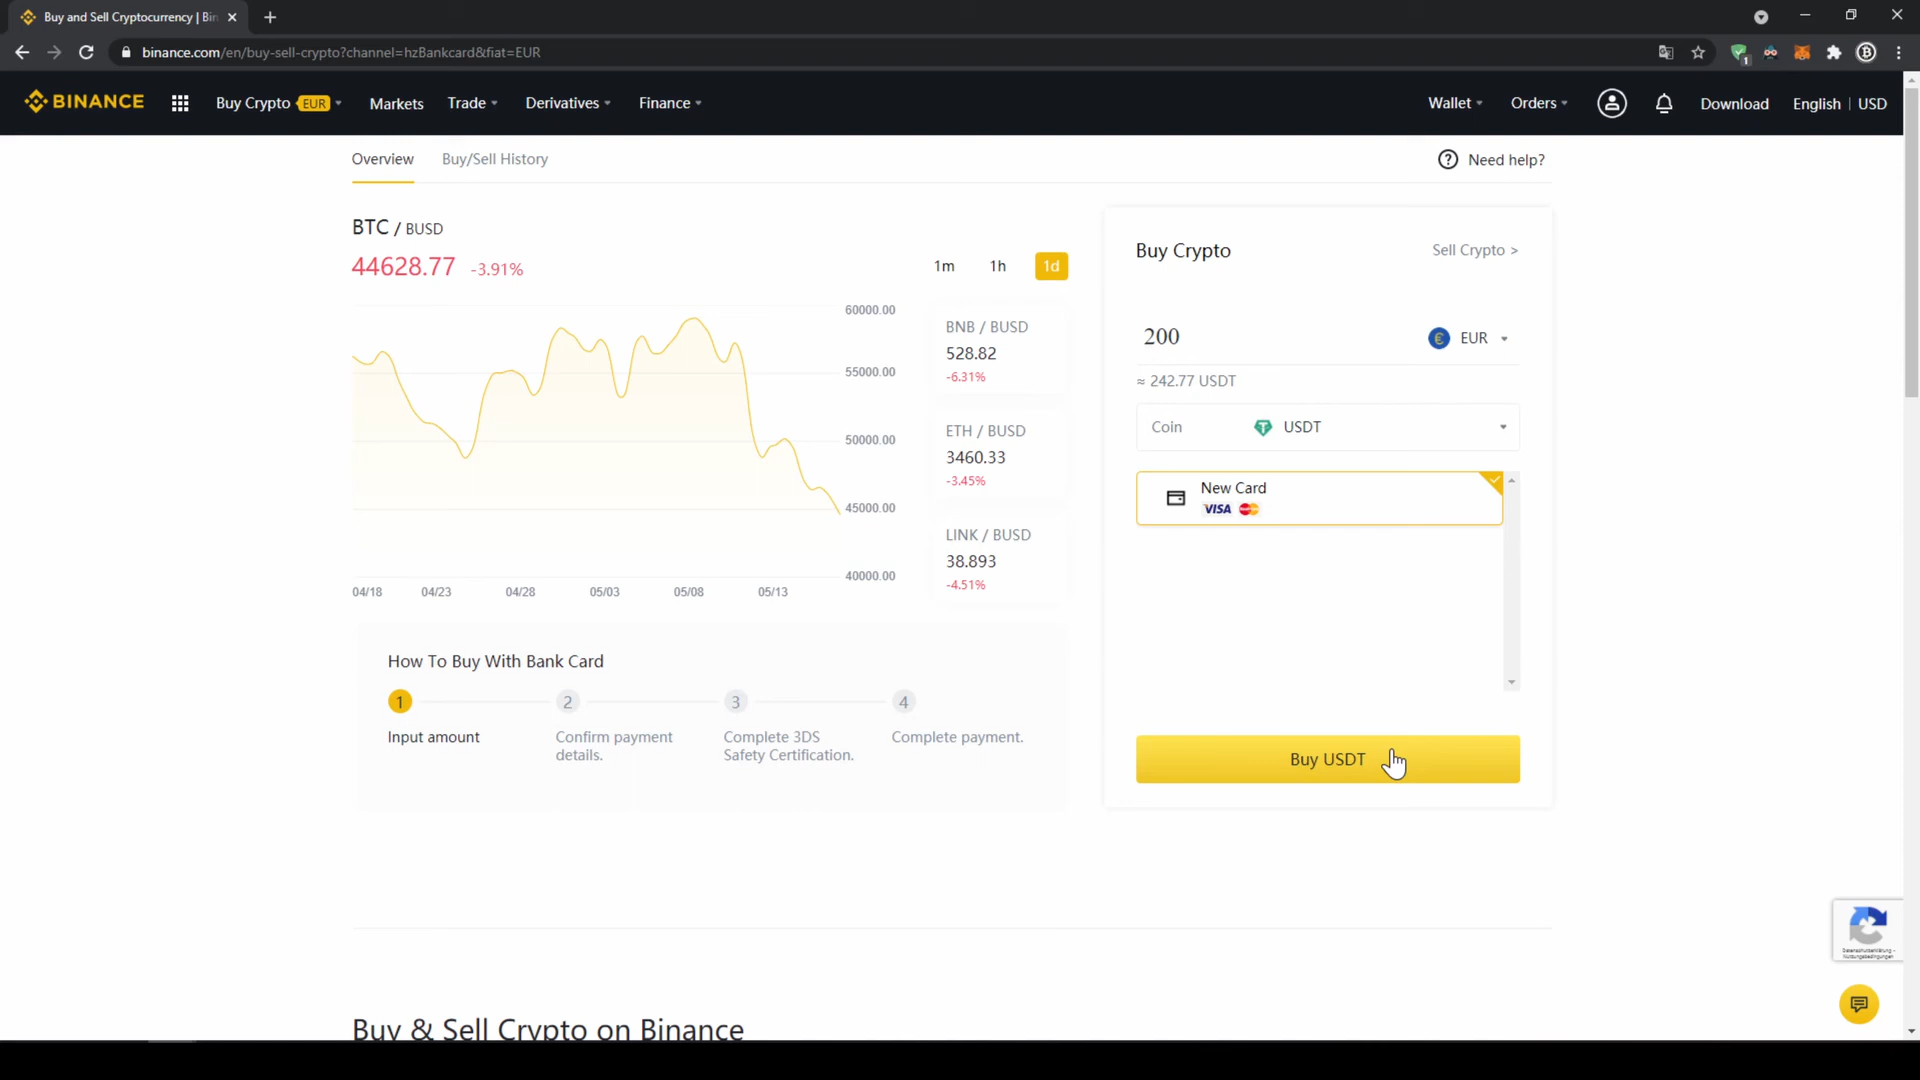 Buy and Sell Cryptocurrency | Bin
binance.com/en/buy-sell-crypto?channel=hzBankcard&fiat=EUR
1
BINANCE
Buy Crypto EUR
Markets
Trade
Derivatives
Finance
Wallet
Orders
Download
English | USD
Overview
Buy/Sell History
Need help?
BTC / BUSD
44628.77 -3.91%
1m 1h 1d
60000.00
55000.00
50000.00
45000.00
40000.00
04/18 04/23 04/28 05/03 05/08 05/13
BNB / BUSD
528.82
-6.31%
ETH / BUSD
3460.33
-3.45%
LINK / BUSD
38.893
-4.51%
How To Buy With Bank Card
1 2 3 4
Input amount
Confirm payment
details.
Complete 3DS
Safety Certification.
Complete payment.
Buy Crypto
Sell Crypto >
200
€ EUR
≈ 242.77 USDT
Coin USDT
New Card
VISA
Buy USDT
Datenschutzerklärung -
Nutzungsbedingungen
Buy & Sell Crypto on Binance